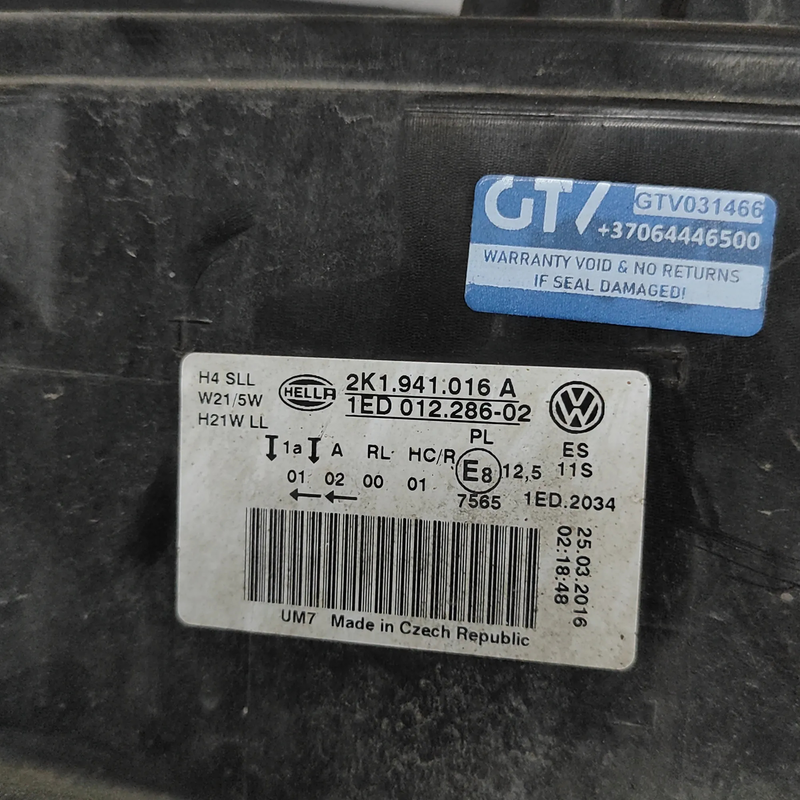 GTV
GTV031466
+37064446500
WARRANTY VOID & NO RETURNS
IF SEAL DAMAGED!
H4 SLL
W21/5W
H21W LL
HELLA
2K1.941.016 A
1ED 012.286-02
1a A RL HC/R PL
01 02 00 01
E8
12,5
7565
ES
11S
1ED.2034
25.03.2016
02:18:48
UM7 Made in Czech Republic